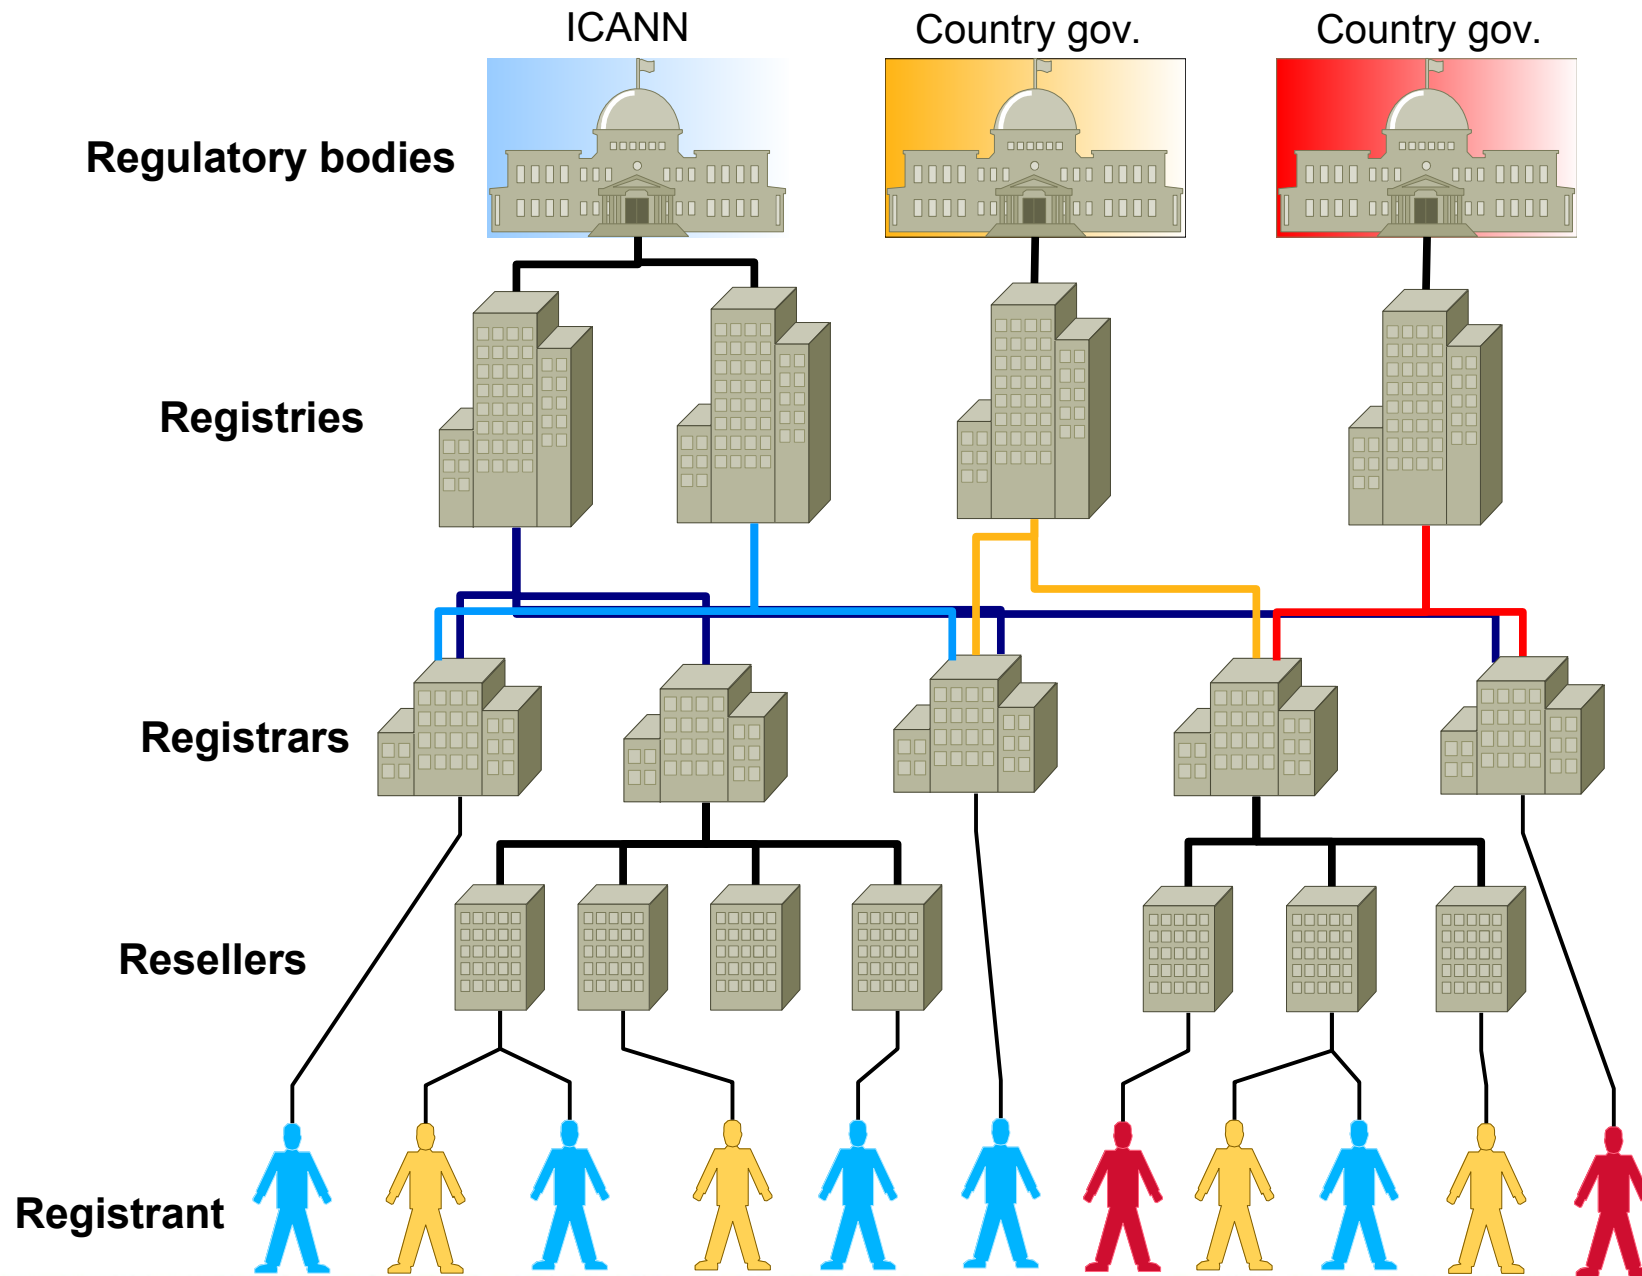 ICANN
Country gov.
Country gov.
Regulatory bodies
Registries
Registrars
Resellers
Registrant